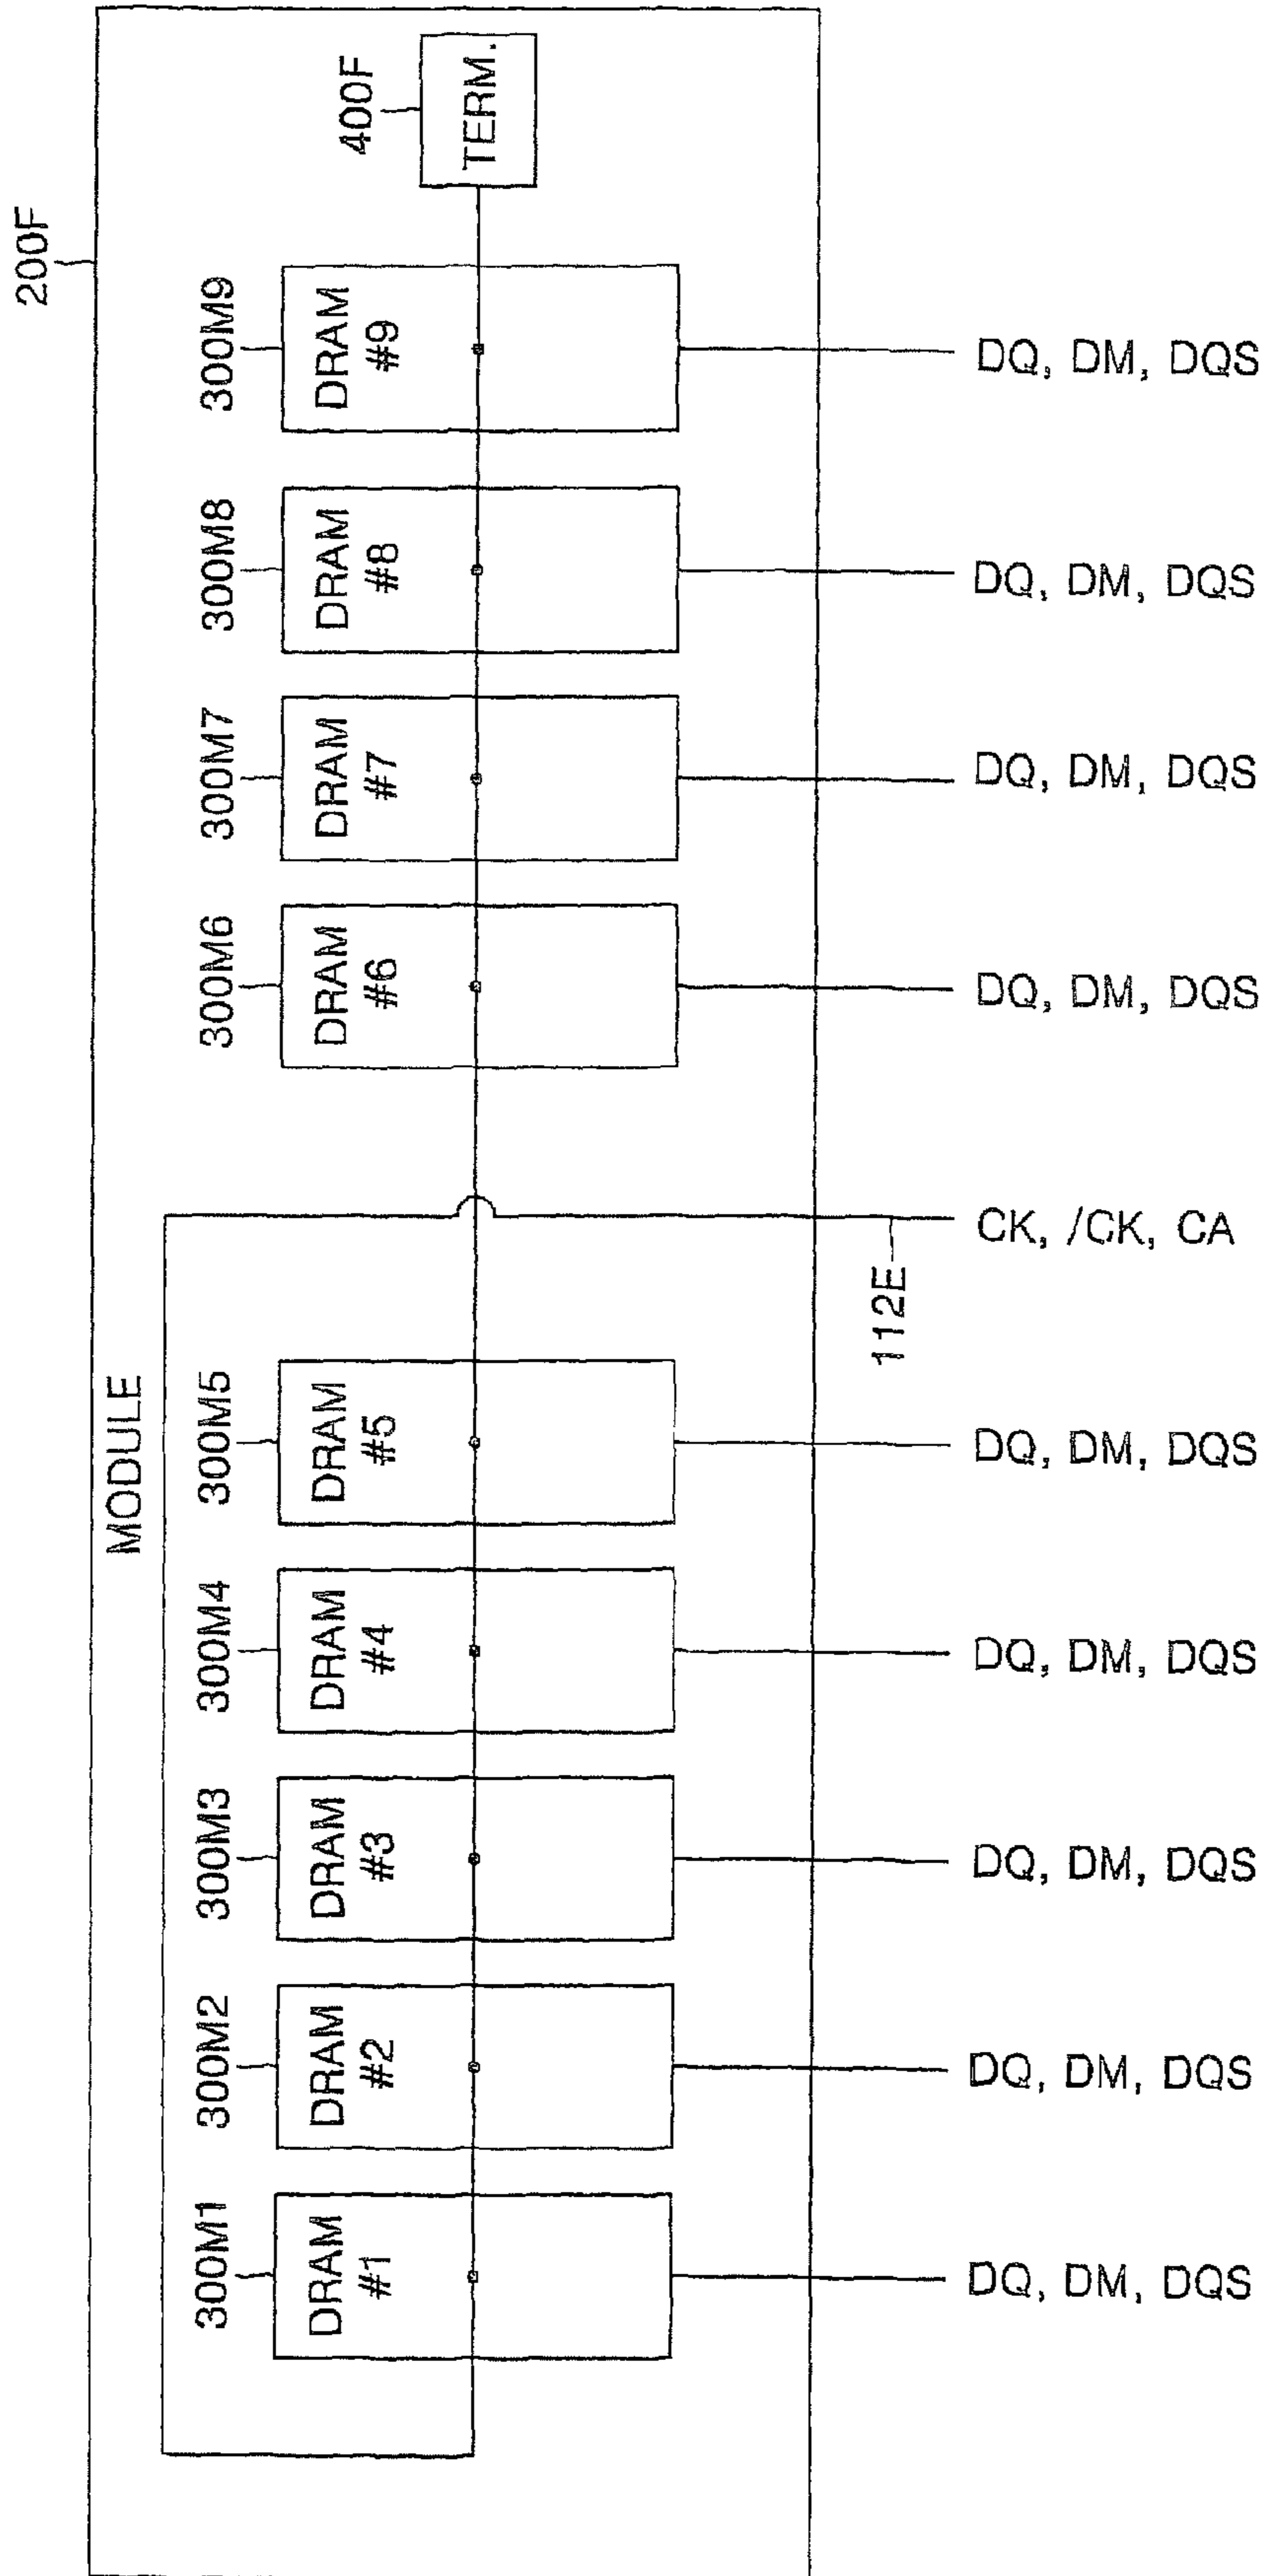 200F
MODULE
300M1
300M2
300M3
300M4
300M5
300M6
300M7
300M8
300M9
400F
DRAM
#1
DRAM
#2
DRAM
#3
DRAM
#4
DRAM
#5
DRAM
#6
DRAM
#7
DRAM
#8
DRAM
#9
TERM.
112E
DQ, DM, DQS
DQ, DM, DQS
DQ, DM, DQS
DQ, DM, DQS
DQ, DM, DQS
CK, /CK, CA
DQ, DM, DQS
DQ, DM, DQS
DQ, DM, DQS
DQ, DM, DQS